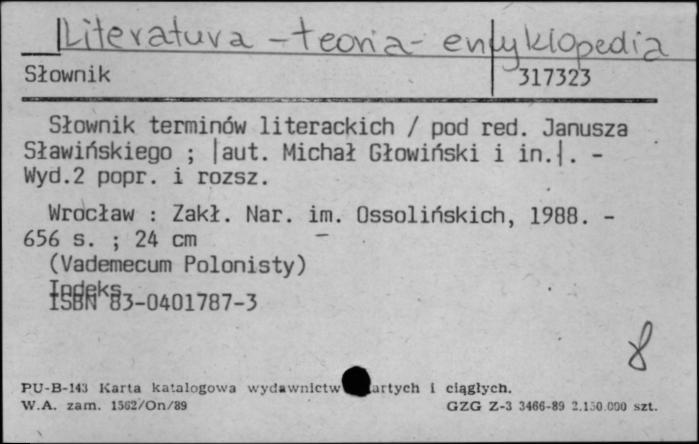 Literatura - teoria - encyklopedia
Słownik 317323
Słownik terminów literackich / pod red. Janusza
Sławińskiego ; |aut. Michał Głowiński i in.|. -
Wyd.2 popr. i rozsz.
Wrocław : Zakł. Nar. im. Ossolińskich, 1988. -
656 s. ; 24 cm
(Vademecum Polonisty)
Indeks
ISBN 83-0401787-3
8
PU-B-143 Karta katalogowa wydawnictw artych i ciągłych.
W.A. zam. 1562/On/89 GZG Z-3 3466-89 2.150.000 szt.